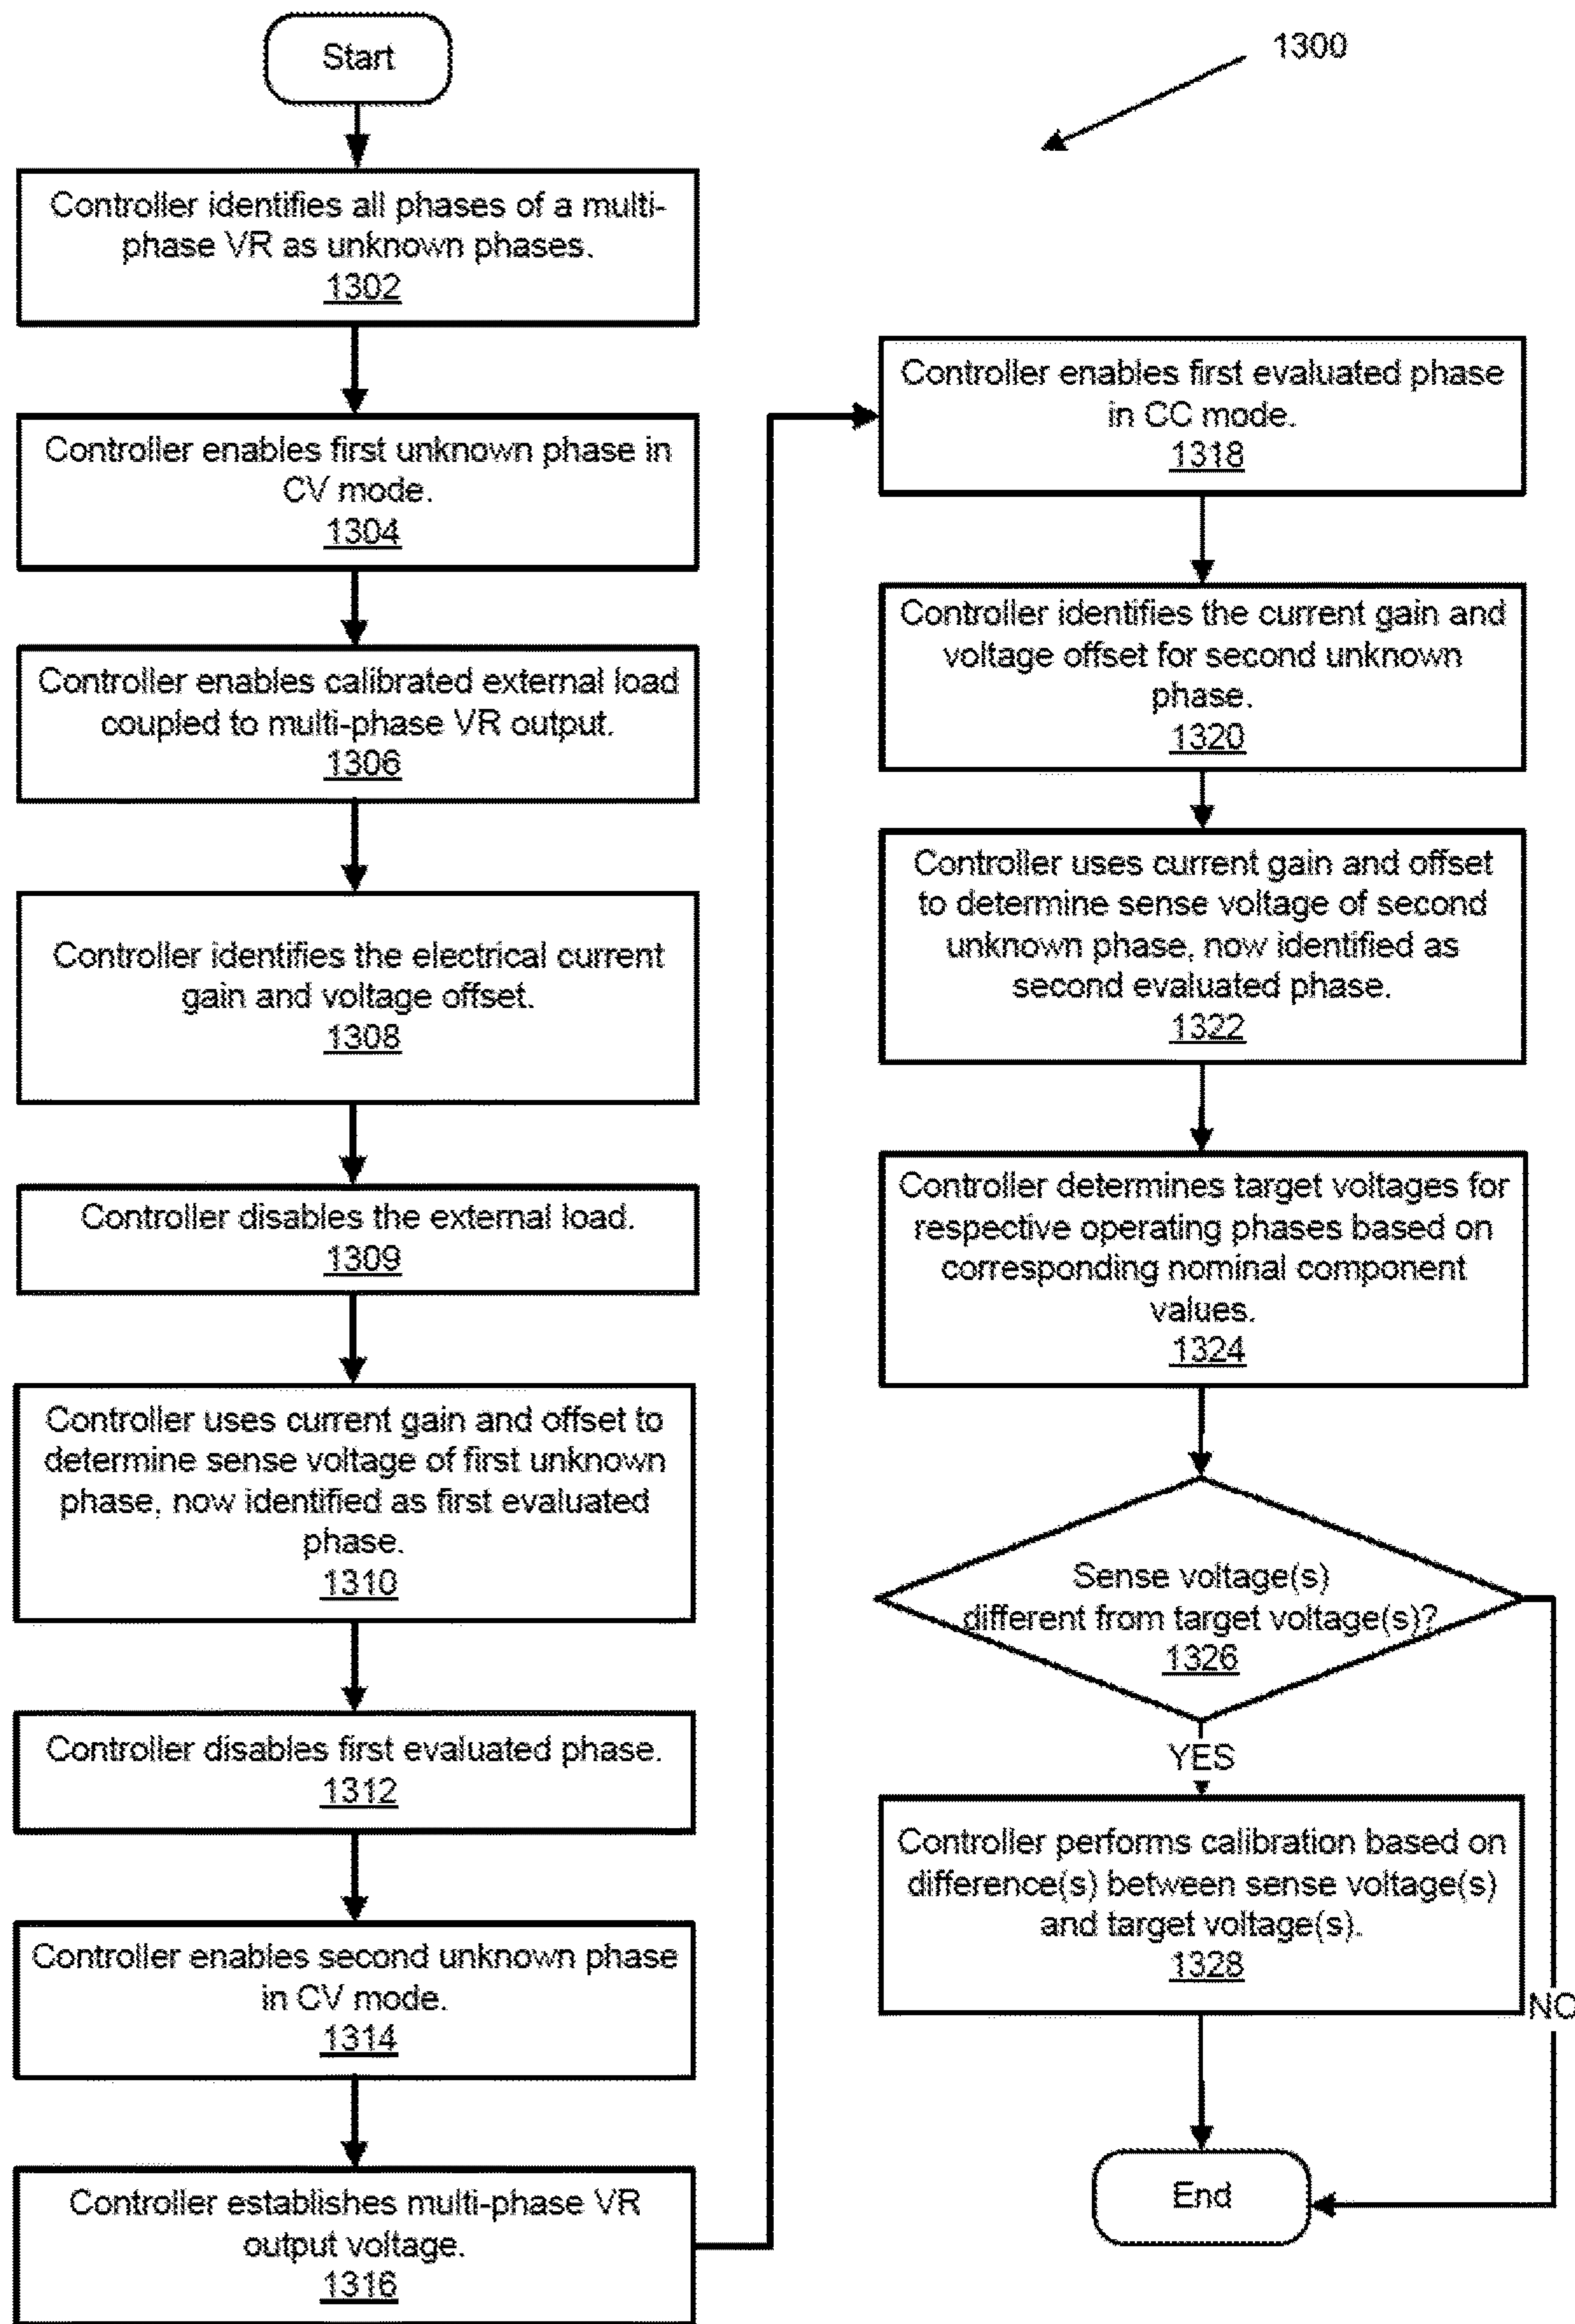 Start
1300
Controller identifies all phases of a multi-
phase VR as unknown phases.
1302
Controller enables first unknown phase in
CV mode.
1304
Controller enables calibrated external load
coupled to multi-phase VR output.
1306
Controller identifies the electrical current
gain and voltage offset.
1308
Controller disables the external load.
1309
Controller uses current gain and offset to
determine sense voltage of first unknown
phase, now identified as first evaluated
phase.
1310
Controller disables first evaluated phase.
1312
Controller enables second unknown phase
in CV mode.
1314
Controller establishes multi-phase VR
output voltage.
1316
Controller enables first evaluated phase
in CC mode.
1318
Controller identifies the current gain and
voltage offset for second unknown
phase.
1320
Controller uses current gain and offset
to determine sense voltage of second
unknown phase, now identified as
second evaluated phase.
1322
Controller determines target voltages for
respective operating phases based on
corresponding nominal component
values.
1324
Sense voltage(s)
different from target voltage(s)?
1326
YES
Controller performs calibration based on
difference(s) between sense voltage(s)
and target voltage(s).
1328
NO
End